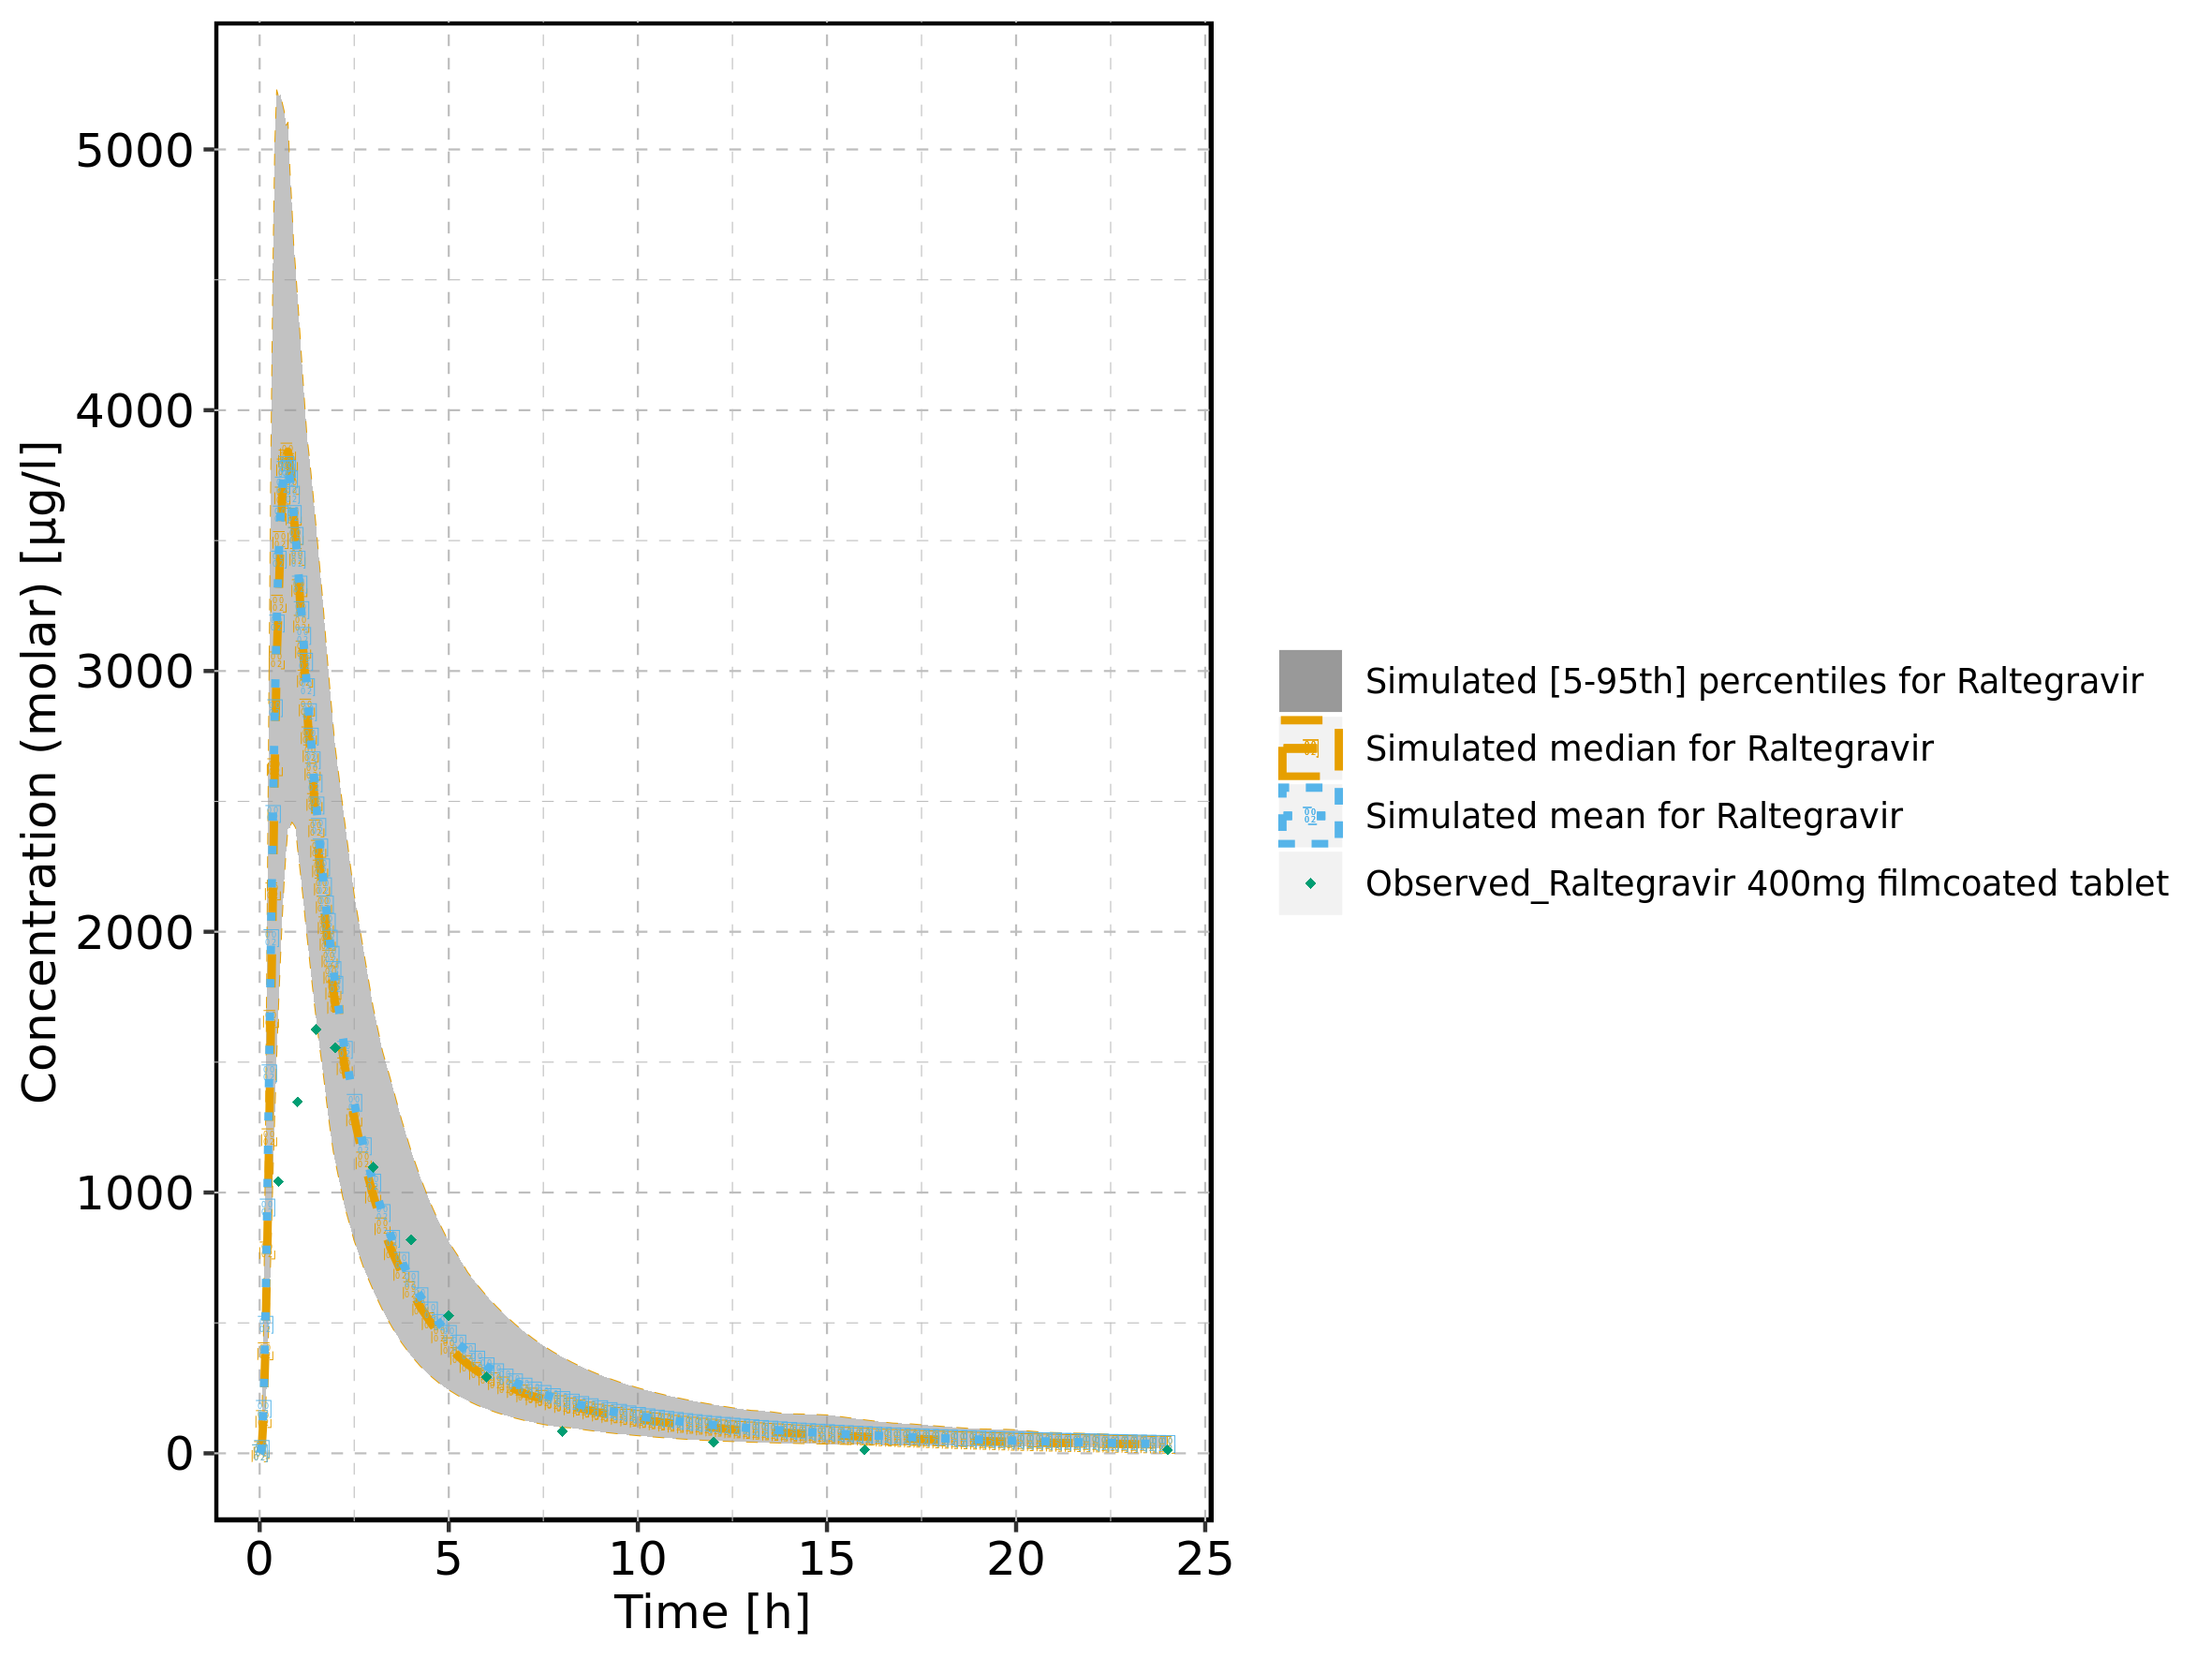 5000
4000
3000
2000
1000
0
Concentration (molar) [µg/l]
0 5 10 15 20 25
Time [h]
Simulated [5-95th] percentiles for Raltegravir
Simulated median for Raltegravir
Simulated mean for Raltegravir
Observed_Raltegravir 400mg filmcoated tablet